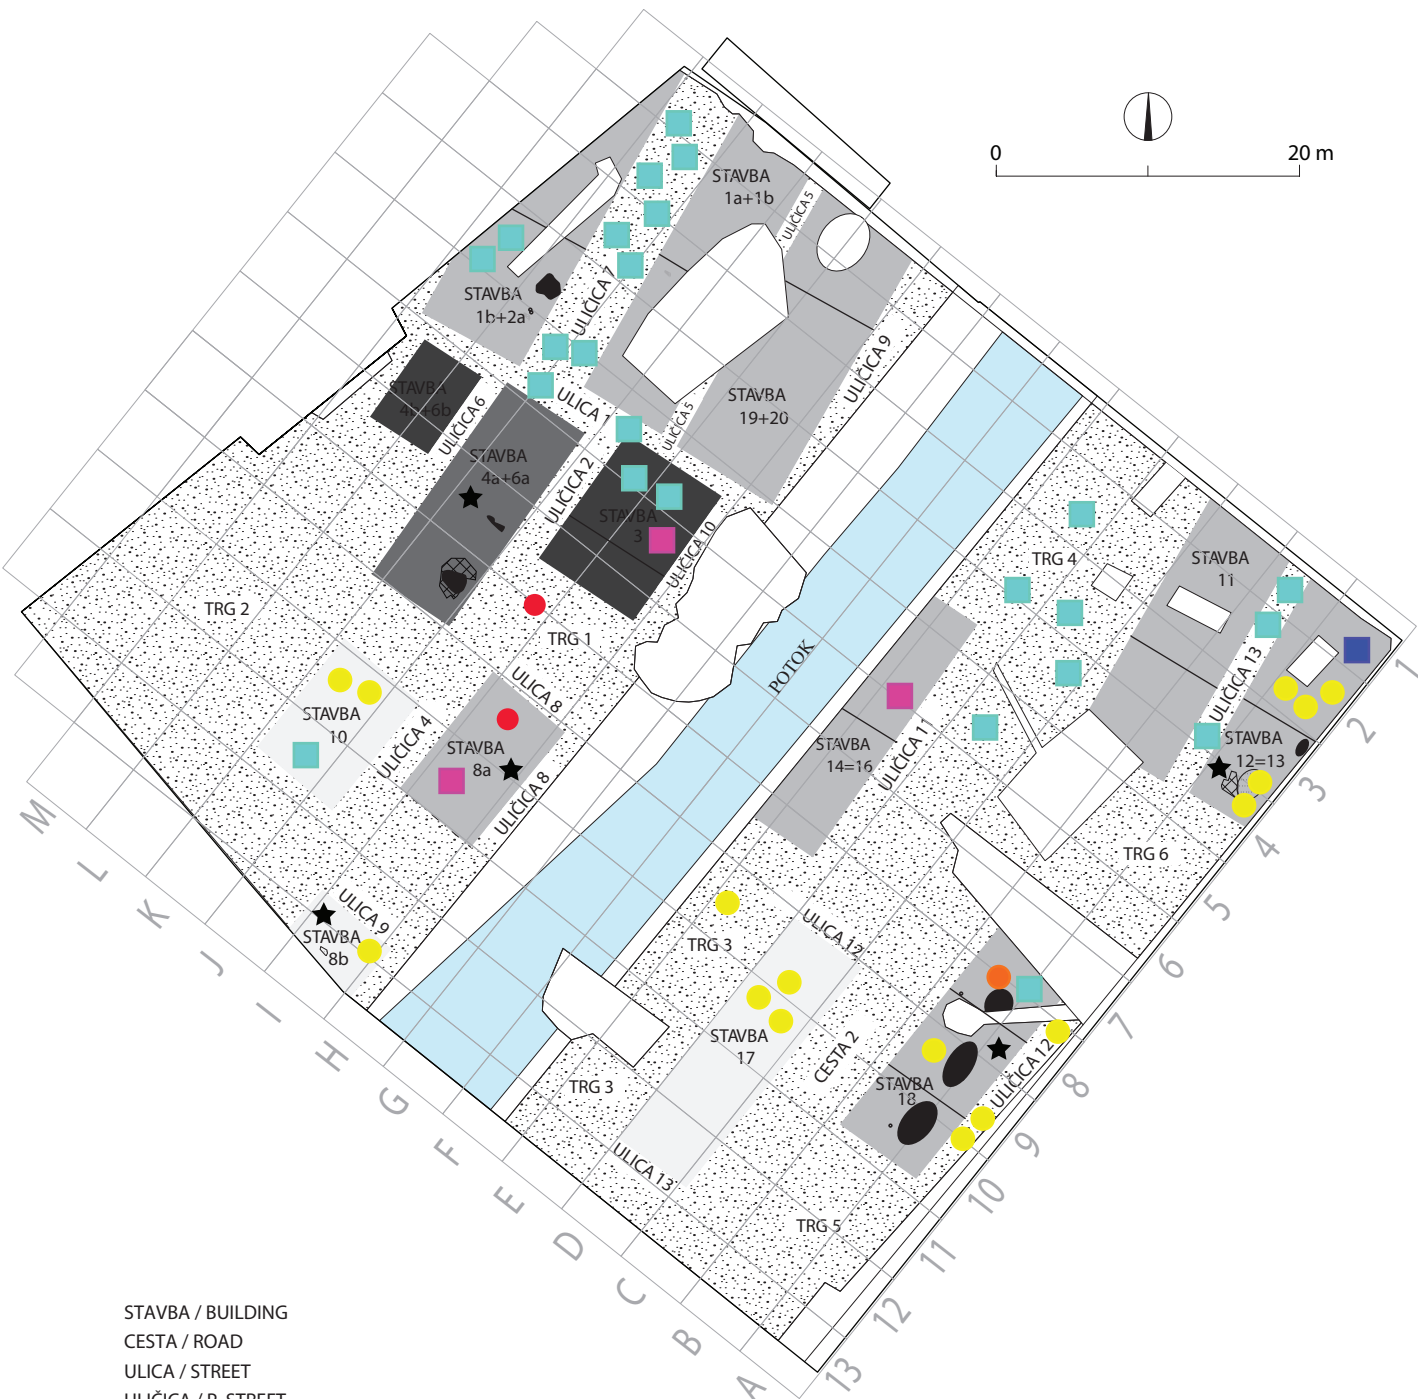 0 20 m
STAVBA
1a+1b
ULIČICA 5
STAVBA
1b+2a
ULIČICA 7
ULIČICA 9
STAVBA
4b+6b
ULIČICA 6
ULICA 1
ULIČICA 5
STAVBA
19+20
STAVBA
4a+6a
ULIČICA 2
STAVBA
3
ULIČICA 10
TRG 4
STAVBA
11
TRG 2
TRG 1
POTOK
ULIČICA 13
ULICA 8
STAVBA
10
ULIČICA 4
STAVBA
8a
ULIČICA 8
STAVBA
14=16
ULIČICA 11
STAVBA
12=13
TRG 6
ULICA 9
STAVBA
8b
TRG 3
ULICA 12
STAVBA
17
CESTA 2
STAVBA
18
ULIČICA 12
TRG 3
ULICA 13
TRG 5
M
L
K
J
I
H
G
F
E
D
C
B
A
1
2
3
4
5
6
7
8
9
10
11
12
13
STAVBA / BUILDING
CESTA / ROAD
ULICA / STREET
ULIČICA / B. STREET